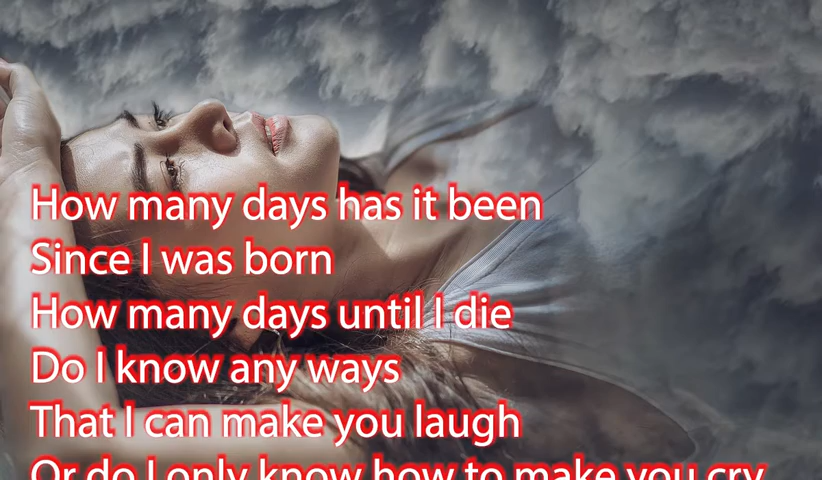 How many days has it been
Since I was born
How many days until I die
Do I know any ways
That I can make you laugh
Or do I only know how to make you cry